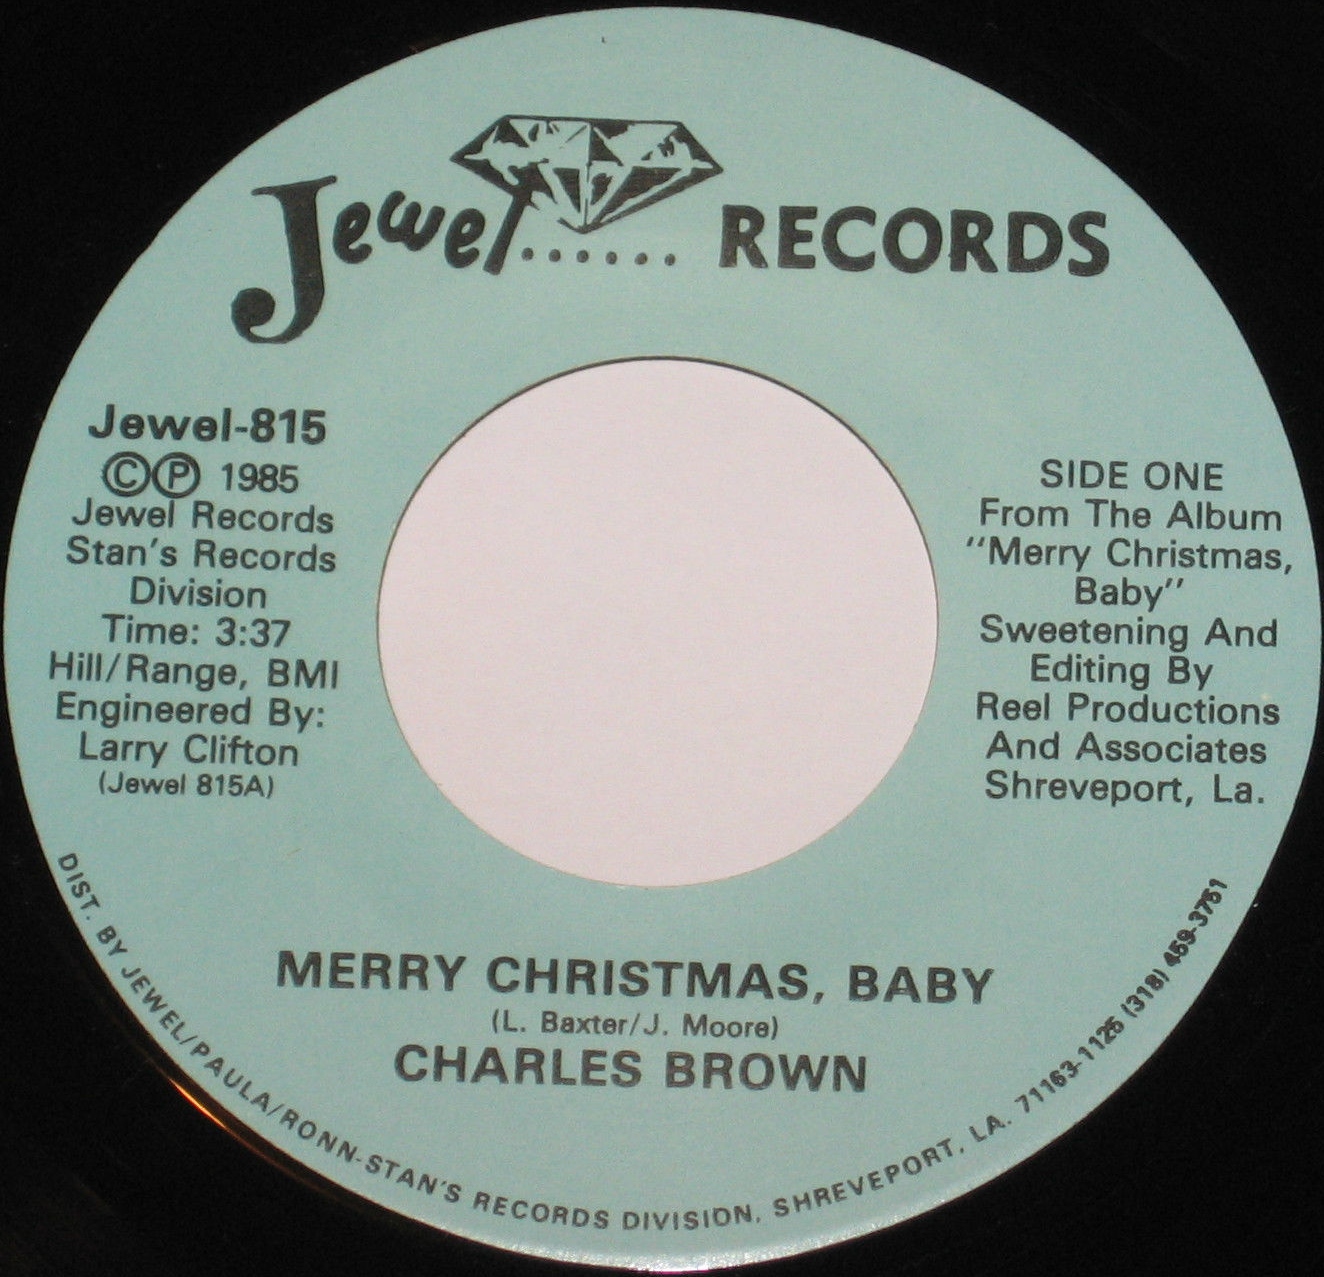 Jewel...... RECORDS
Jewel-815
©℗ 1985
Jewel Records
Stan's Records
Division
Time: 3:37
Hill/Range, BMI
Engineered By:
Larry Clifton
(Jewel 815A)
SIDE ONE
From The Album
"Merry Christmas,
Baby"
Sweetening And
Editing By
Reel Productions
And Associates
Shreveport, La.
MERRY CHRISTMAS, BABY
(L. Baxter/J. Moore)
CHARLES BROWN
DIST. BY JEWEL/PAULA/RONN-STAN'S RECORDS DIVISION, SHREVEPORT, LA. 71163-1125 (318)